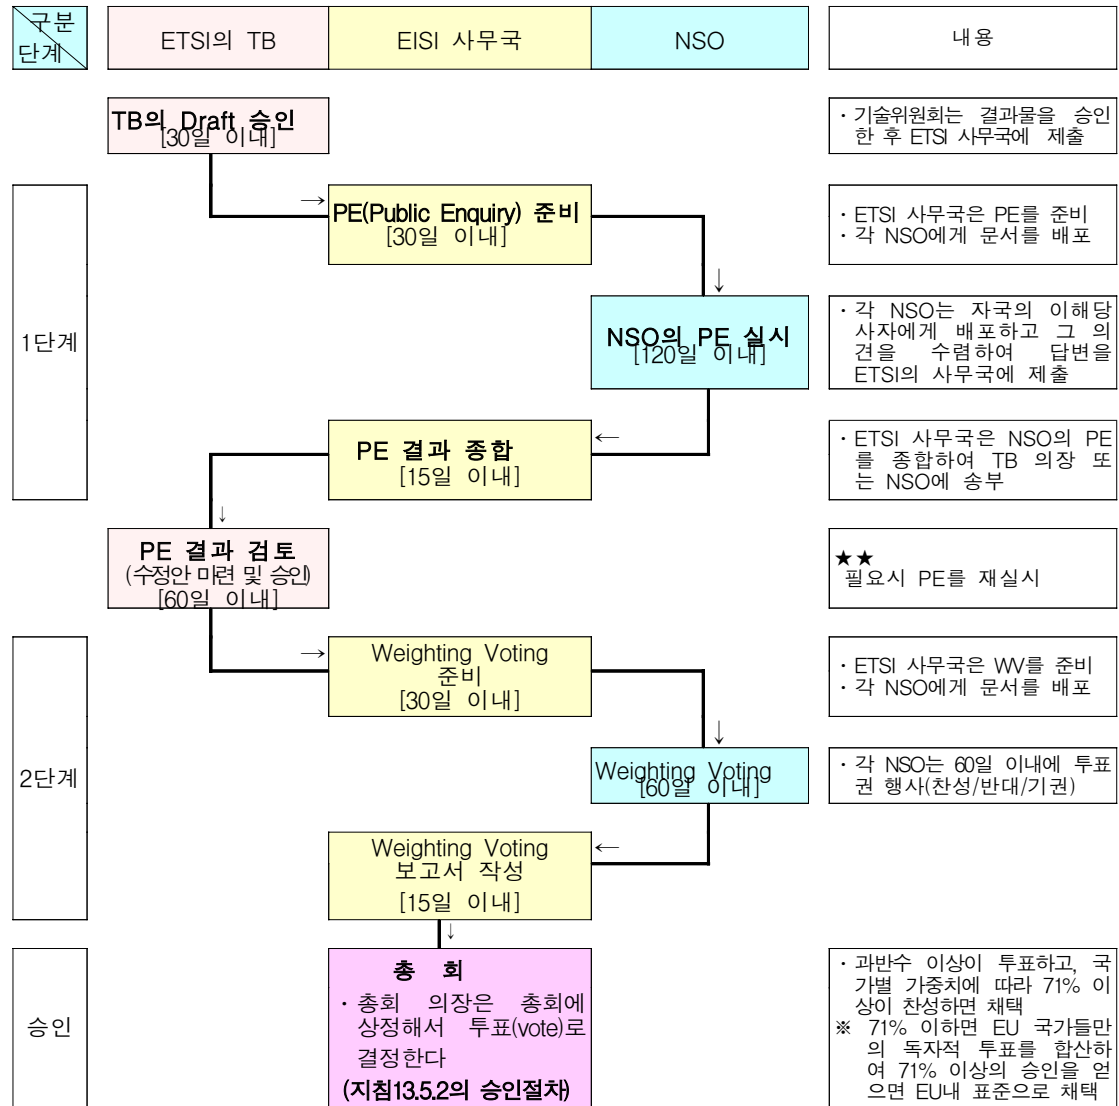 구분
단계
ETSI의 TB
EISI 사무국
NSO
내용
TB의 Draft 승인
[30일 이내]
· 기술위원회는 결과물을 승인
한 후 ETSI 사무국에 제출
1단계
→
PE(Public Enquiry) 준비
[30일 이내]
· ETSI 사무국은 PE를 준비
· 각 NSO에게 문서를 배포
↓
NSO의 PE 실시
[120일 이내]
· 각 NSO는 자국의 이해당
사자에게 배포하고 그 의
견을 수렴하여 답변을
ETSI의 사무국에 제출
←
PE 결과 종합
[15일 이내]
· ETSI 사무국은 NSO의 PE
를 종합하여 TB 의장 또
는 NSO에 송부
↓
PE 결과 검토
(수정안 마련 및 승인)
[60일 이내]
★★
필요시 PE를 재실시
2단계
→
Weighting Voting
준비
[30일 이내]
· ETSI 사무국은 WV를 준비
· 각 NSO에게 문서를 배포
↓
Weighting Voting
[60일 이내]
· 각 NSO는 60일 이내에 투표
권 행사(찬성/반대/기권)
←
Weighting Voting
보고서 작성
[15일 이내]
↓
승인
총 회
· 총회 의장은 총회에
상정해서 투표(vote)로
결정한다
(지침13.5.2의 승인절차)
· 과반수 이상이 투표하고, 국
가별 가중치에 따라 71% 이
상이 찬성하면 채택
※ 71% 이하면 EU 국가들만
의 독자적 투표를 합산하
여 71% 이상의 승인을 얻
으면 EU내 표준으로 채택